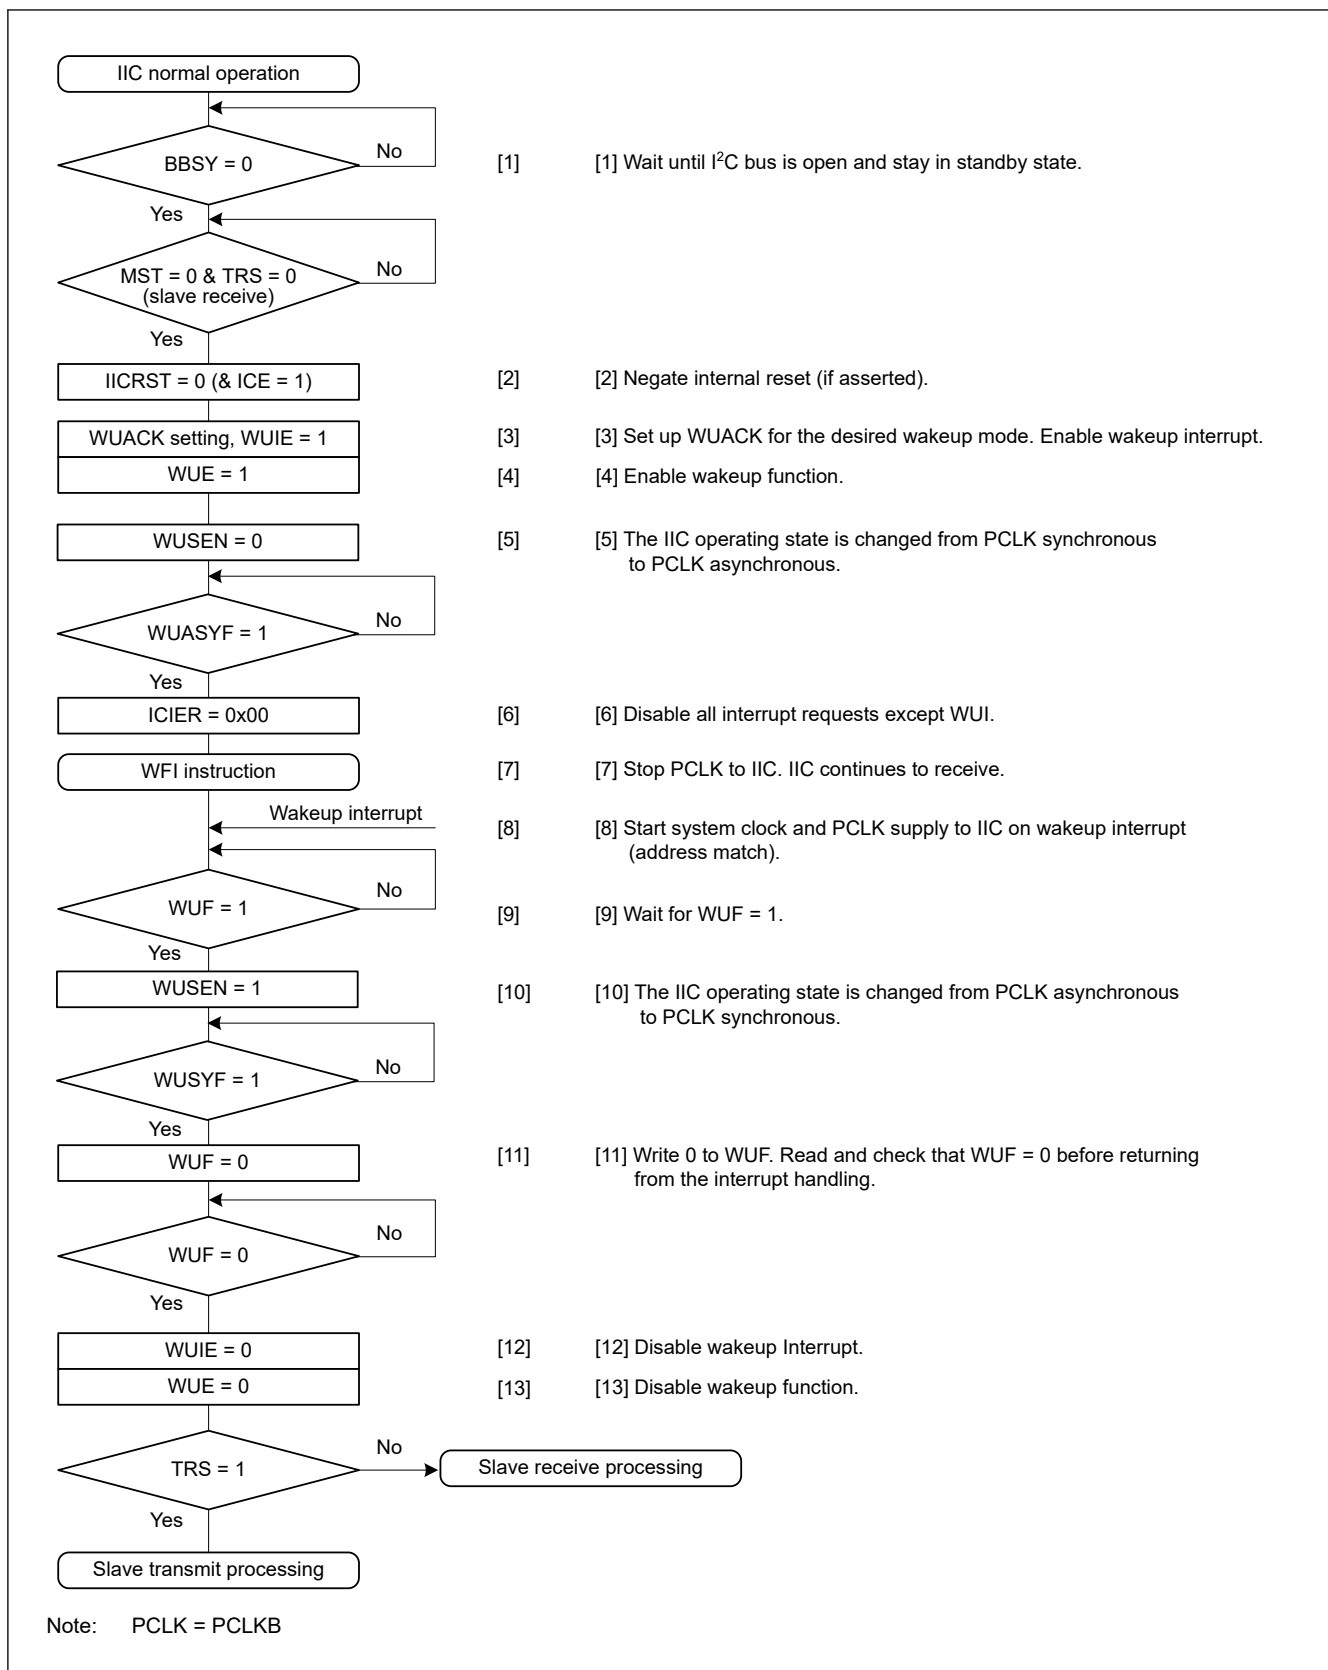 IIC normal operation
BBSY = 0
No
[1]
[1] Wait until I²C bus is open and stay in standby state.
Yes
MST = 0 & TRS = 0
(slave receive)
No
Yes
IICRST = 0 (& ICE = 1)
[2]
[2] Negate internal reset (if asserted).
WUACK setting, WUIE = 1
[3]
[3] Set up WUACK for the desired wakeup mode. Enable wakeup interrupt.
WUE = 1
[4]
[4] Enable wakeup function.
WUSEN = 0
[5]
[5] The IIC operating state is changed from PCLK synchronous
to PCLK asynchronous.
WUASYF = 1
No
Yes
ICIER = 0x00
[6]
[6] Disable all interrupt requests except WUI.
WFI instruction
[7]
[7] Stop PCLK to IIC. IIC continues to receive.
Wakeup interrupt
[8]
[8] Start system clock and PCLK supply to IIC on wakeup interrupt
(address match).
WUF = 1
No
[9]
[9] Wait for WUF = 1.
Yes
WUSEN = 1
[10]
[10] The IIC operating state is changed from PCLK asynchronous
to PCLK synchronous.
WUSYF = 1
No
Yes
WUF = 0
[11]
[11] Write 0 to WUF. Read and check that WUF = 0 before returning
from the interrupt handling.
WUF = 0
No
Yes
WUIE = 0
[12]
[12] Disable wakeup Interrupt.
WUE = 0
[13]
[13] Disable wakeup function.
TRS = 1
No
Slave receive processing
Yes
Slave transmit processing
Note: PCLK = PCLKB